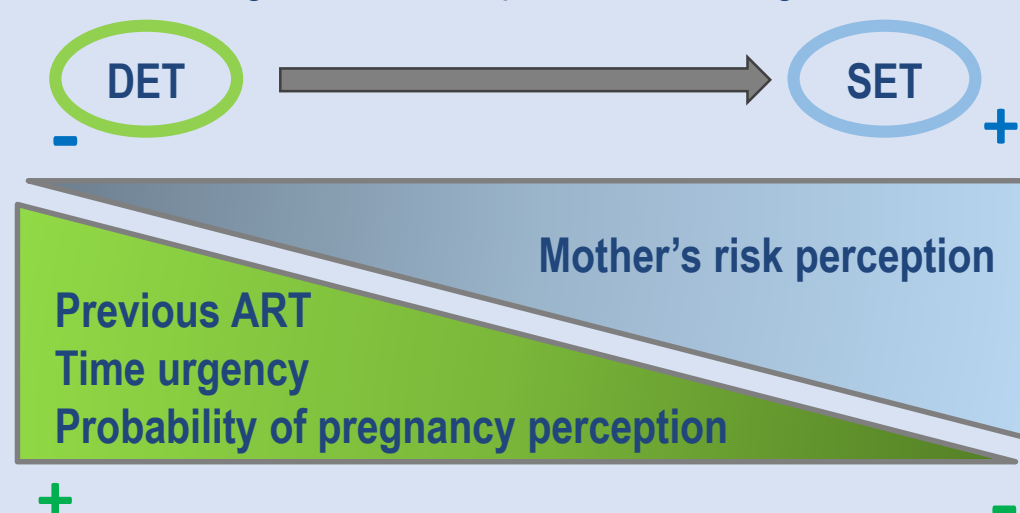 DET
SET
-
+
Mother's risk perception
Previous ART
Time urgency
Probability of pregnancy perception
+
-